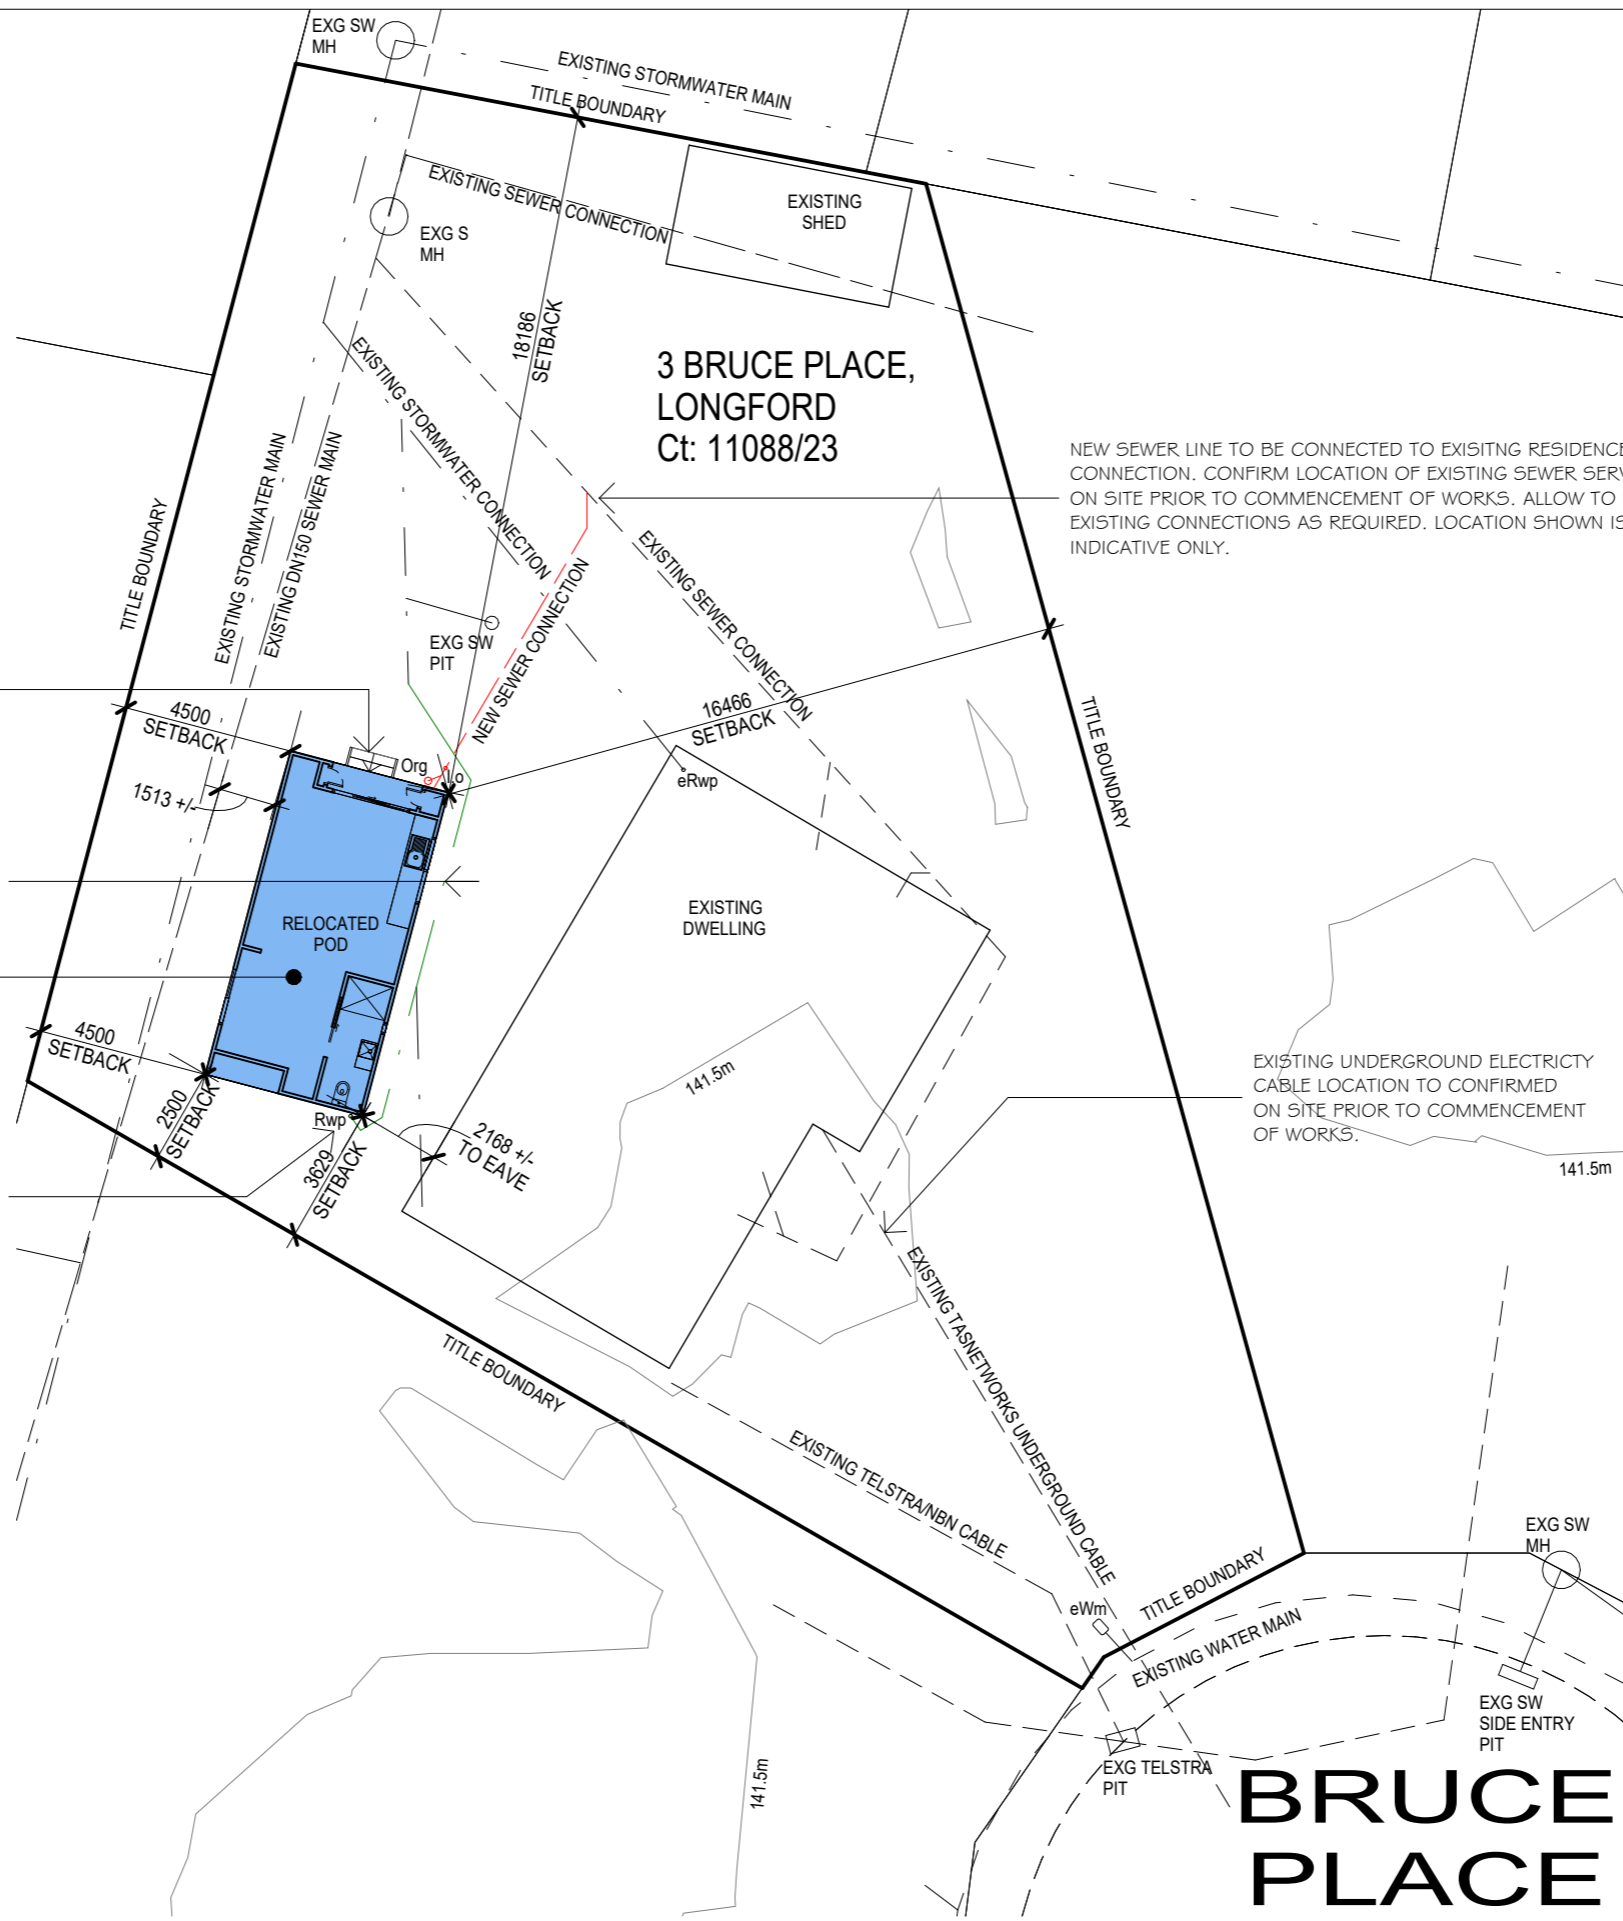 EXG SW
MH
EXISTING STORMWATER MAIN
TITLE BOUNDARY
EXISTING SEWER CONNECTION
EXISTING
SHED
EXG S
MH
18186
SETBACK
EXISTING STORMWATER CONNECTION
3 BRUCE PLACE,
LONGFORD
Ct: 11088/23
NEW SEWER LINE TO BE CONNECTED TO EXISITNG RESIDENCE
CONNECTION. CONFIRM LOCATION OF EXISTING SEWER SERV
ON SITE PRIOR TO COMMENCEMENT OF WORKS. ALLOW TO
EXISTING CONNECTIONS AS REQUIRED. LOCATION SHOWN IS
INDICATIVE ONLY.
TITLE BOUNDARY
EXISTING STORMWATER MAIN
EXISTING DN150 SEWER MAIN
EXG SW
PIT
NEW SEWER CONNECTION
EXISTING SEWER CONNECTION
4500
SETBACK
16466
SETBACK
TITLE BOUNDARY
Org
Io
eRwp
1513 +/-
RELOCATED
POD
EXISTING
DWELLING
4500
SETBACK
2500
SETBACK
Rwp
3629
SETBACK
2168 +/-
TO EAVE
141.5m
EXISTING UNDERGROUND ELECTRICTY
CABLE LOCATION TO CONFIRMED
ON SITE PRIOR TO COMMENCEMENT
OF WORKS.
141.5m
TITLE BOUNDARY
EXISTING TASNETWORKS UNDERGROUND CABLE
EXISTING TELSTRA/NBN CABLE
EXG SW
MH
eWm
TITLE BOUNDARY
EXISTING WATER MAIN
EXG SW
SIDE ENTRY
PIT
EXG TELSTRA
PIT
141.5m
BRUCE
PLACE